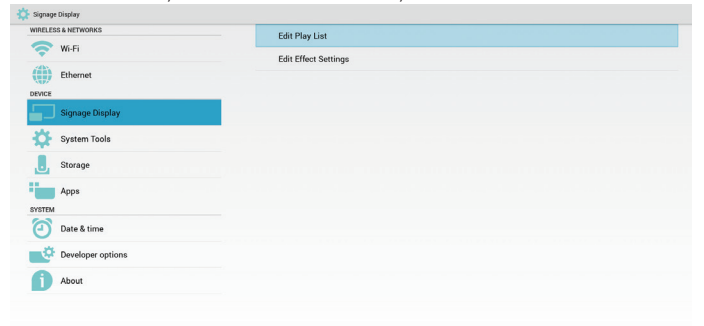 Signage Display
WIRELESS & NETWORKS
Wi-Fi
Ethernet
DEVICE
Signage Display
System Tools
Storage
Apps
SYSTEM
Date & time
Developer options
About
Edit Play List
Edit Effect Settings